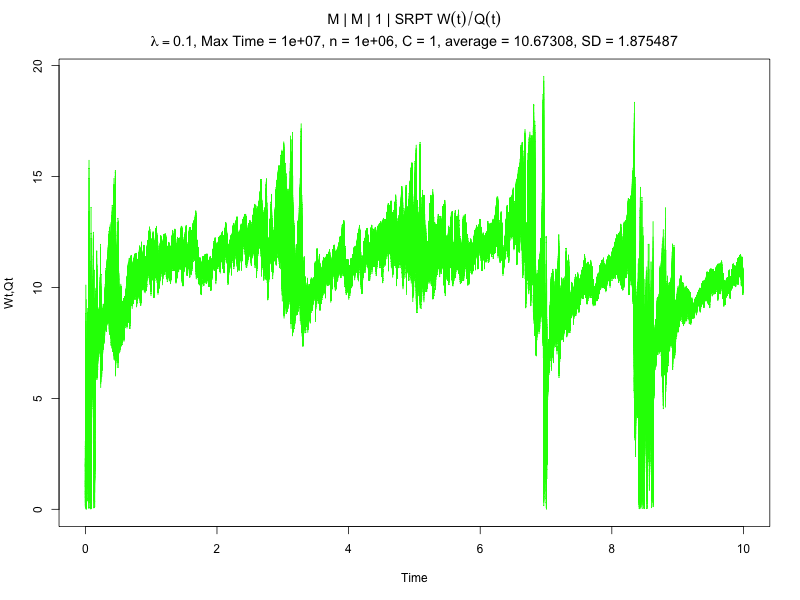 M | M | 1 | SRPT W(t)/Q(t)
λ = 0.1, Max Time = 1e+07, n = 1e+06, C = 1, average = 10.67308, SD = 1.875487
20
15
10
5
0
Wt,Qt
0 2 4 6 8 10
Time